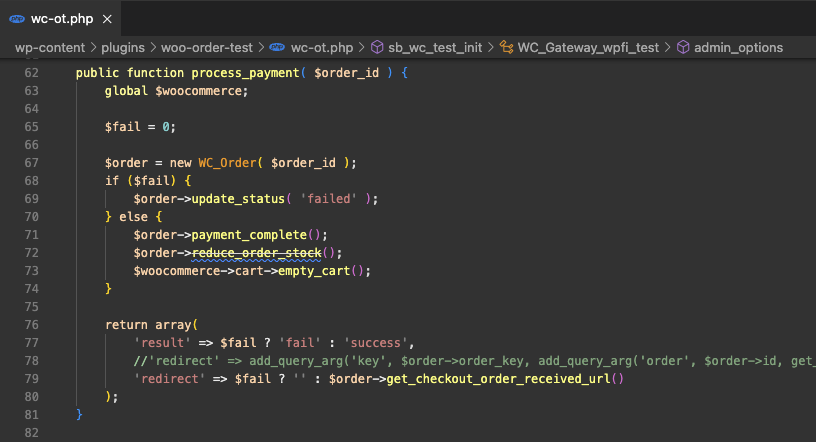 php wc-ot.php ×
wp-content > plugins > woo-order-test > php wc-ot.php > sb_wc_test_init > WC_Gateway_wpfi_test > admin_options
62 public function process_payment( $order_id ) {
63 global $woocommerce;
64
65 $fail = 0;
66
67 $order = new WC_Order( $order_id );
68 if ($fail) {
69 $order->update_status( 'failed' );
70 } else {
71 $order->payment_complete();
72 $order->reduce_order_stock();
73 $woocommerce->cart->empty_cart();
74 }
75
76 return array(
77 'result' => $fail ? 'fail' : 'success',
78 //'redirect' => add_query_arg('key', $order->order_key, add_query_arg('order', $order->id, get_
79 'redirect' => $fail ? '' : $order->get_checkout_order_received_url()
80 );
81 }
82